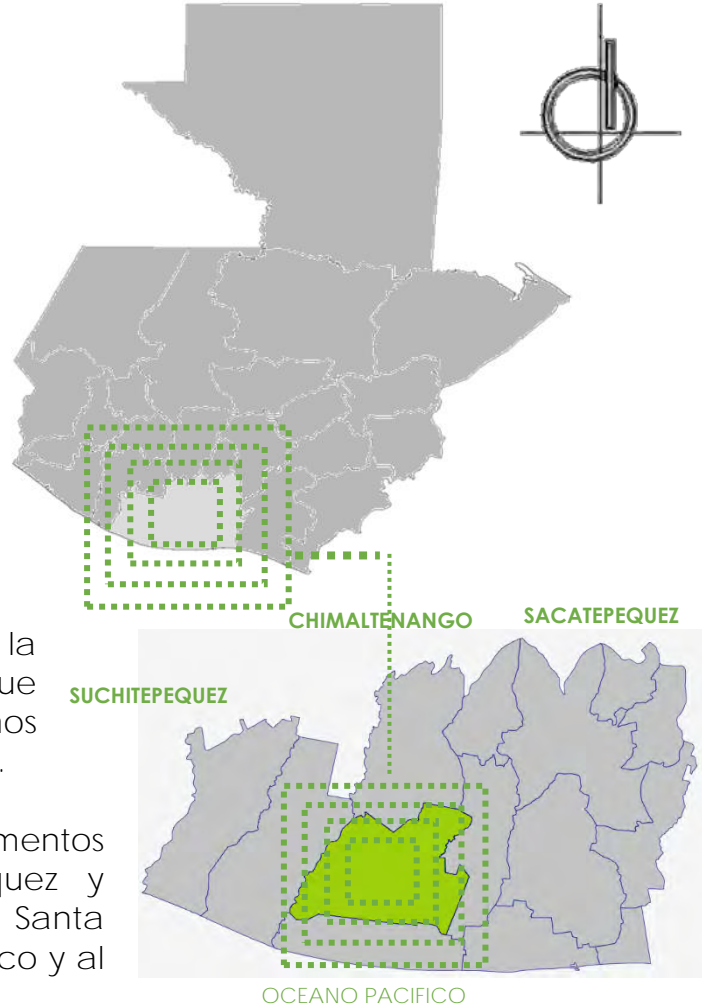 CHIMALTENANGO
SACATEPEQUEZ
SUCHITEPEQUEZ
la
ue
nos
.
mentos
quez y
Santa
co y al
OCEANO PACIFICO